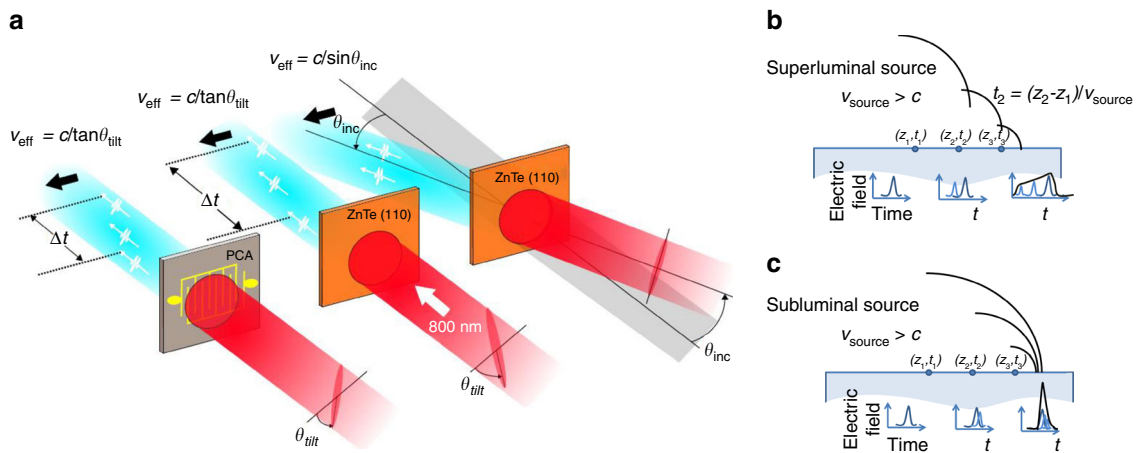 a
v_eff = c/sinθ_inc
v_eff = c/tanθ_tilt
v_eff = c/tanθ_tilt
θ_inc
ZnTe (110)
Δt
ZnTe (110)
Δt
PCA
800 nm
θ_inc
θ_tilt
θ_tilt
b
Superluminal source
v_source > c
t_2 = (z_2-z_1)/v_source
(z_1,t_1) (z_2,t_2) (z_3,t_3)
Electric
field
Time t t
c
Subluminal source
v_source > c
(z_1,t_1) (z_2,t_2) (z_3,t_3)
Electric
field
Time t t